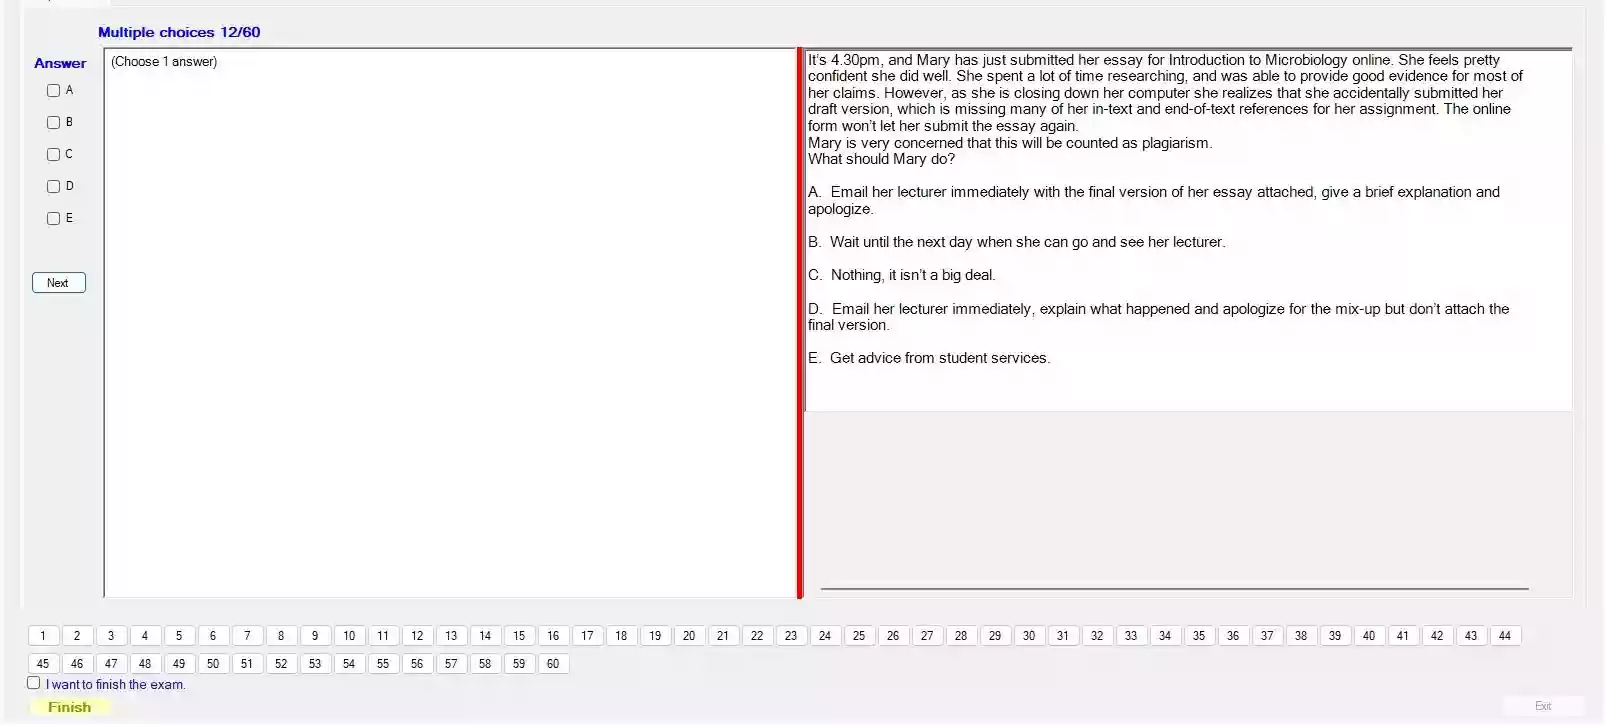 Multiple choices 12/60
Answer
A
B
C
D
E
Next
(Choose 1 answer)
It's 4.30pm, and Mary has just submitted her essay for Introduction to Microbiology online. She feels pretty
confident she did well. She spent a lot of time researching, and was able to provide good evidence for most of
her claims. However, as she is closing down her computer she realizes that she accidentally submitted her
draft version, which is missing many of her in-text and end-of-text references for her assignment. The online
form won't let her submit the essay again.
Mary is very concerned that this will be counted as plagiarism.
What should Mary do?
A. Email her lecturer immediately with the final version of her essay attached, give a brief explanation and
apologize.
B. Wait until the next day when she can go and see her lecturer.
C. Nothing, it isn't a big deal.
D. Email her lecturer immediately, explain what happened and apologize for the mix-up but don't attach the
final version.
E. Get advice from student services.
1 2 3 4 5 6 7 8 9 10 11 12 13 14 15 16 17 18 19 20 21 22 23 24 25 26 27 28 29 30 31 32 33 34 35 36 37 38 39 40 41 42 43 44
45 46 47 48 49 50 51 52 53 54 55 56 57 58 59 60
I want to finish the exam.
Finish
Exit